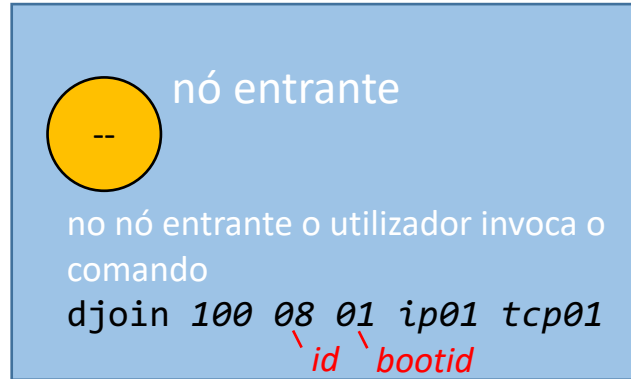 nó entrante
--
no nó entrante o utilizador invoca o
comando
djoin 100 08 01 ip01 tcp01
id bootid